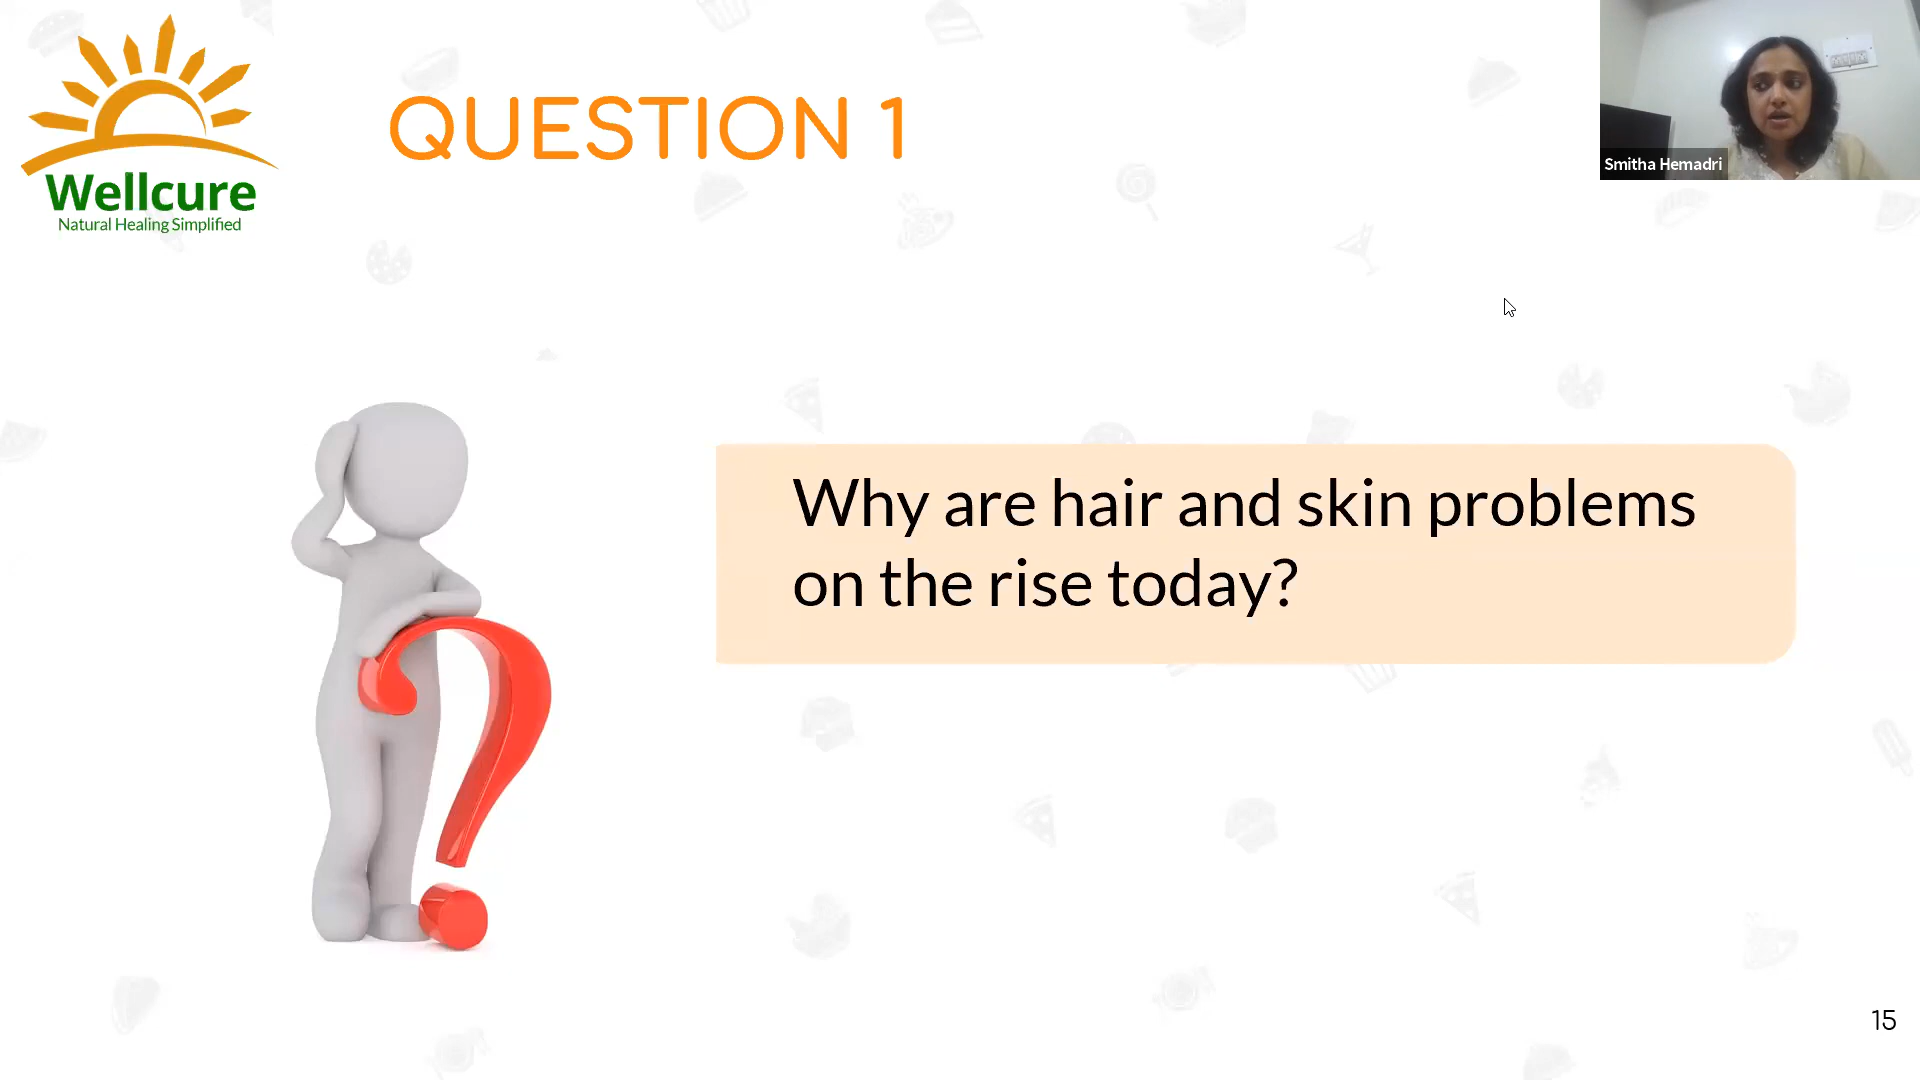 Wellcure
Natural Healing Simplified
QUESTION 1
Smitha Hemadri
Why are hair and skin problems
on the rise today?
15